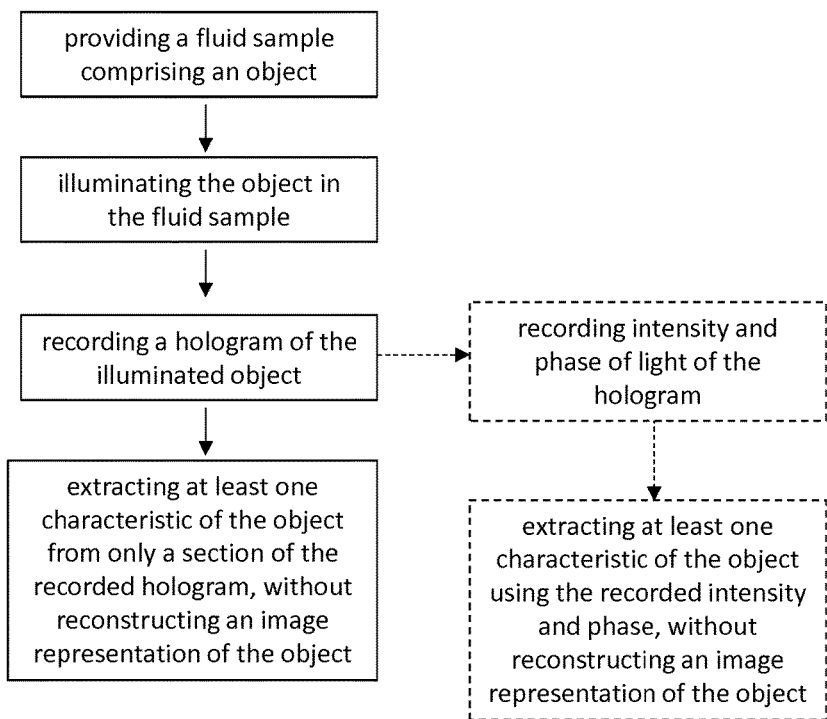 providing a fluid sample
comprising an object
illuminating the object in
the fluid sample
recording a hologram of the
illuminated object
extracting at least one
characteristic of the object
from only a section of the
recorded hologram, without
reconstructing an image
representation of the object
recording intensity and
phase of light of the
hologram
extracting at least one
characteristic of the object
using the recorded intensity
and phase, without
reconstructing an image
representation of the object